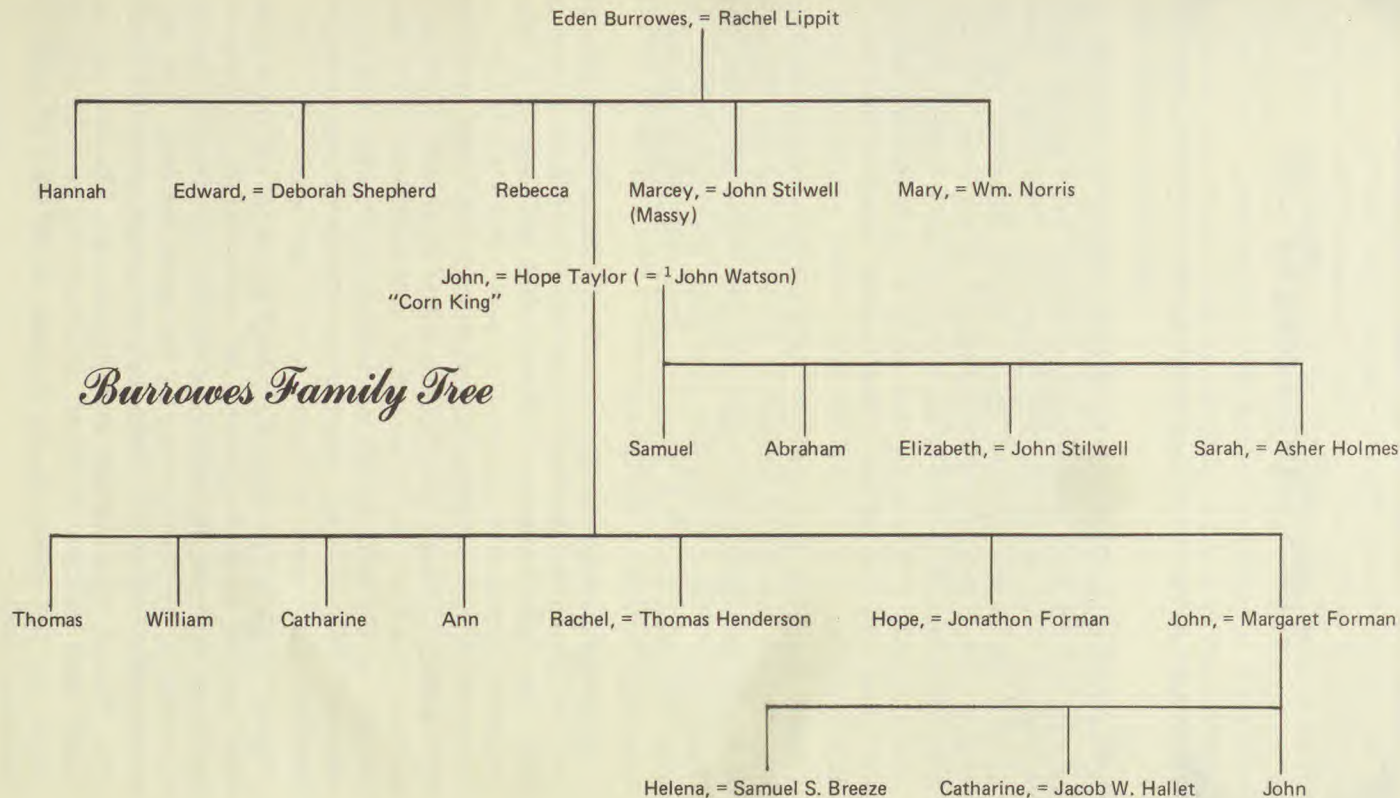 Eden Burrowes, = Rachel Lippit
Hannah
Edward, = Deborah Shepherd
Rebecca
Marcey, = John Stilwell
(Massy)
Mary, = Wm. Norris
John, = Hope Taylor ( = ¹John Watson)
"Corn King"
Burrowes Family Tree
Samuel
Abraham
Elizabeth, = John Stilwell
Sarah, = Asher Holmes
Thomas
William
Catharine
Ann
Rachel, = Thomas Henderson
Hope, = Jonathon Forman
John, = Margaret Forman
Helena, = Samuel S. Breeze
Catharine, = Jacob W. Hallet
John